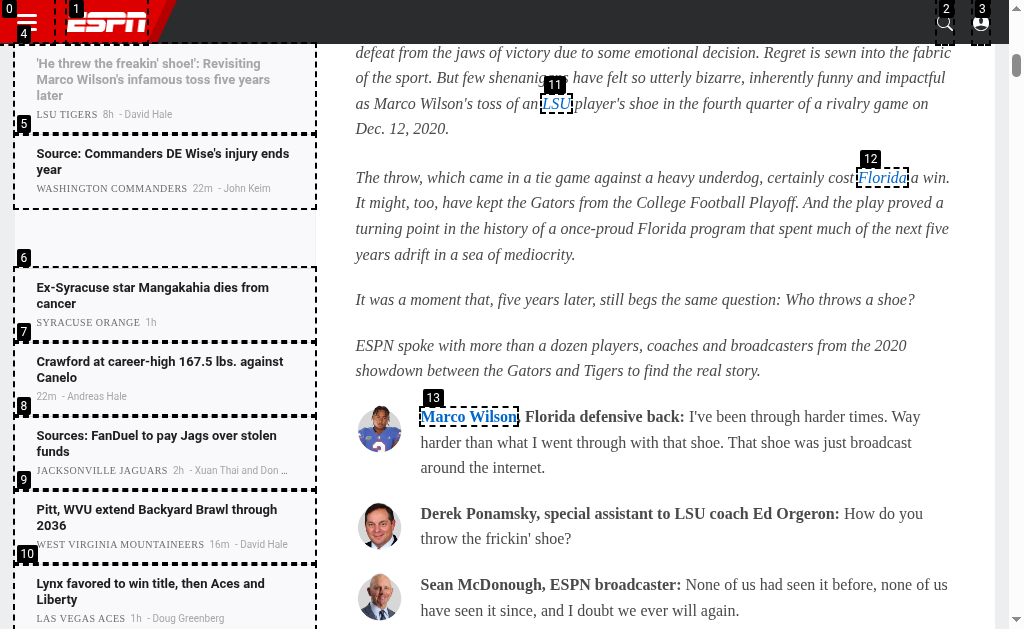 0
1
ESPN
2
3
4
'He threw the freakin' shoe!': Revisiting
Marco Wilson's infamous toss five years
later
LSU TIGERS 8h - David Hale
5
Source: Commanders DE Wise's injury ends
year
WASHINGTON COMMANDERS 22m - John Keim
6
Ex-Syracuse star Mangakahia dies from
cancer
SYRACUSE ORANGE 1h
7
Crawford at career-high 167.5 lbs. against
Canelo
22m - Andreas Hale
8
Sources: FanDuel to pay Jags over stolen
funds
JACKSONVILLE JAGUARS 2h - Xuan Thai and Don ...
9
Pitt, WVU extend Backyard Brawl through
2036
WEST VIRGINIA MOUNTAINEERS 16m - David Hale
10
Lynx favored to win title, then Aces and
Liberty
LAS VEGAS ACES 1h - Doug Greenberg
defeat from the jaws of victory due to some emotional decision. Regret is sewn into the fabric
of the sport. But few shenanigans have felt so utterly bizarre, inherently funny and impactful
11
as Marco Wilson's toss of an LSU player's shoe in the fourth quarter of a rivalry game on
Dec. 12, 2020.
12
The throw, which came in a tie game against a heavy underdog, certainly cost Florida a win.
It might, too, have kept the Gators from the College Football Playoff. And the play proved a
turning point in the history of a once-proud Florida program that spent much of the next five
years adrift in a sea of mediocrity.
It was a moment that, five years later, still begs the same question: Who throws a shoe?
ESPN spoke with more than a dozen players, coaches and broadcasters from the 2020
showdown between the Gators and Tigers to find the real story.
13
Marco Wilson, Florida defensive back: I've been through harder times. Way
harder than what I went through with that shoe. That shoe was just broadcast
around the internet.
Derek Ponamsky, special assistant to LSU coach Ed Orgeron: How do you
throw the frickin' shoe?
Sean McDonough, ESPN broadcaster: None of us had seen it before, none of us
have seen it since, and I doubt we ever will again.